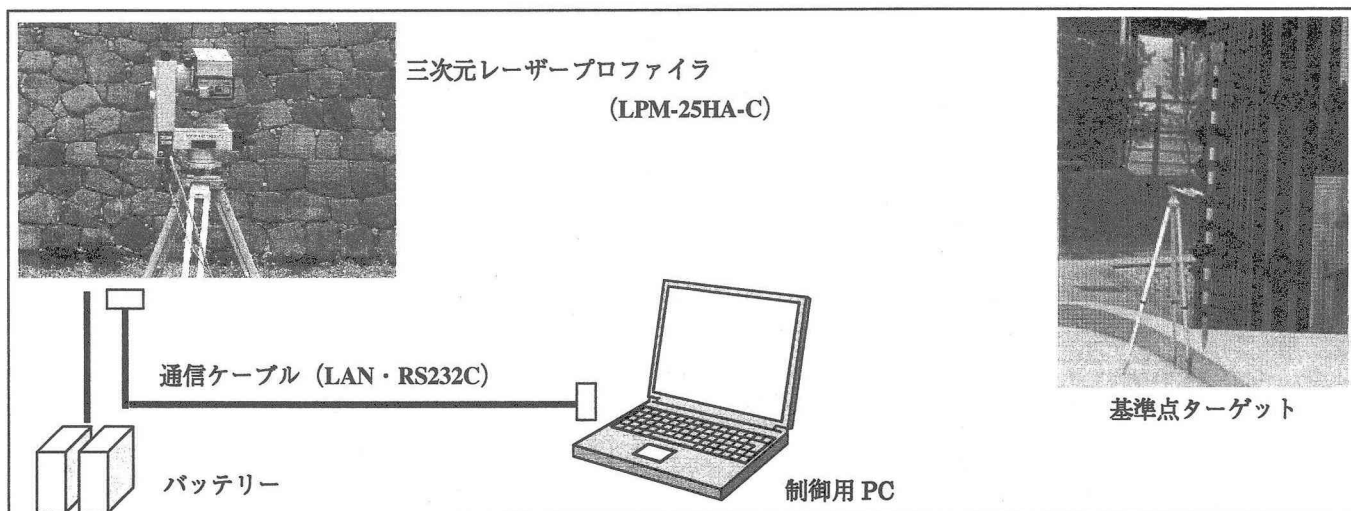 三次元レーザープロファイラ
(LPM-25HA-C)
通信ケーブル（LAN・RS232C）
基準点ターゲット
バッテリー
制御用 PC